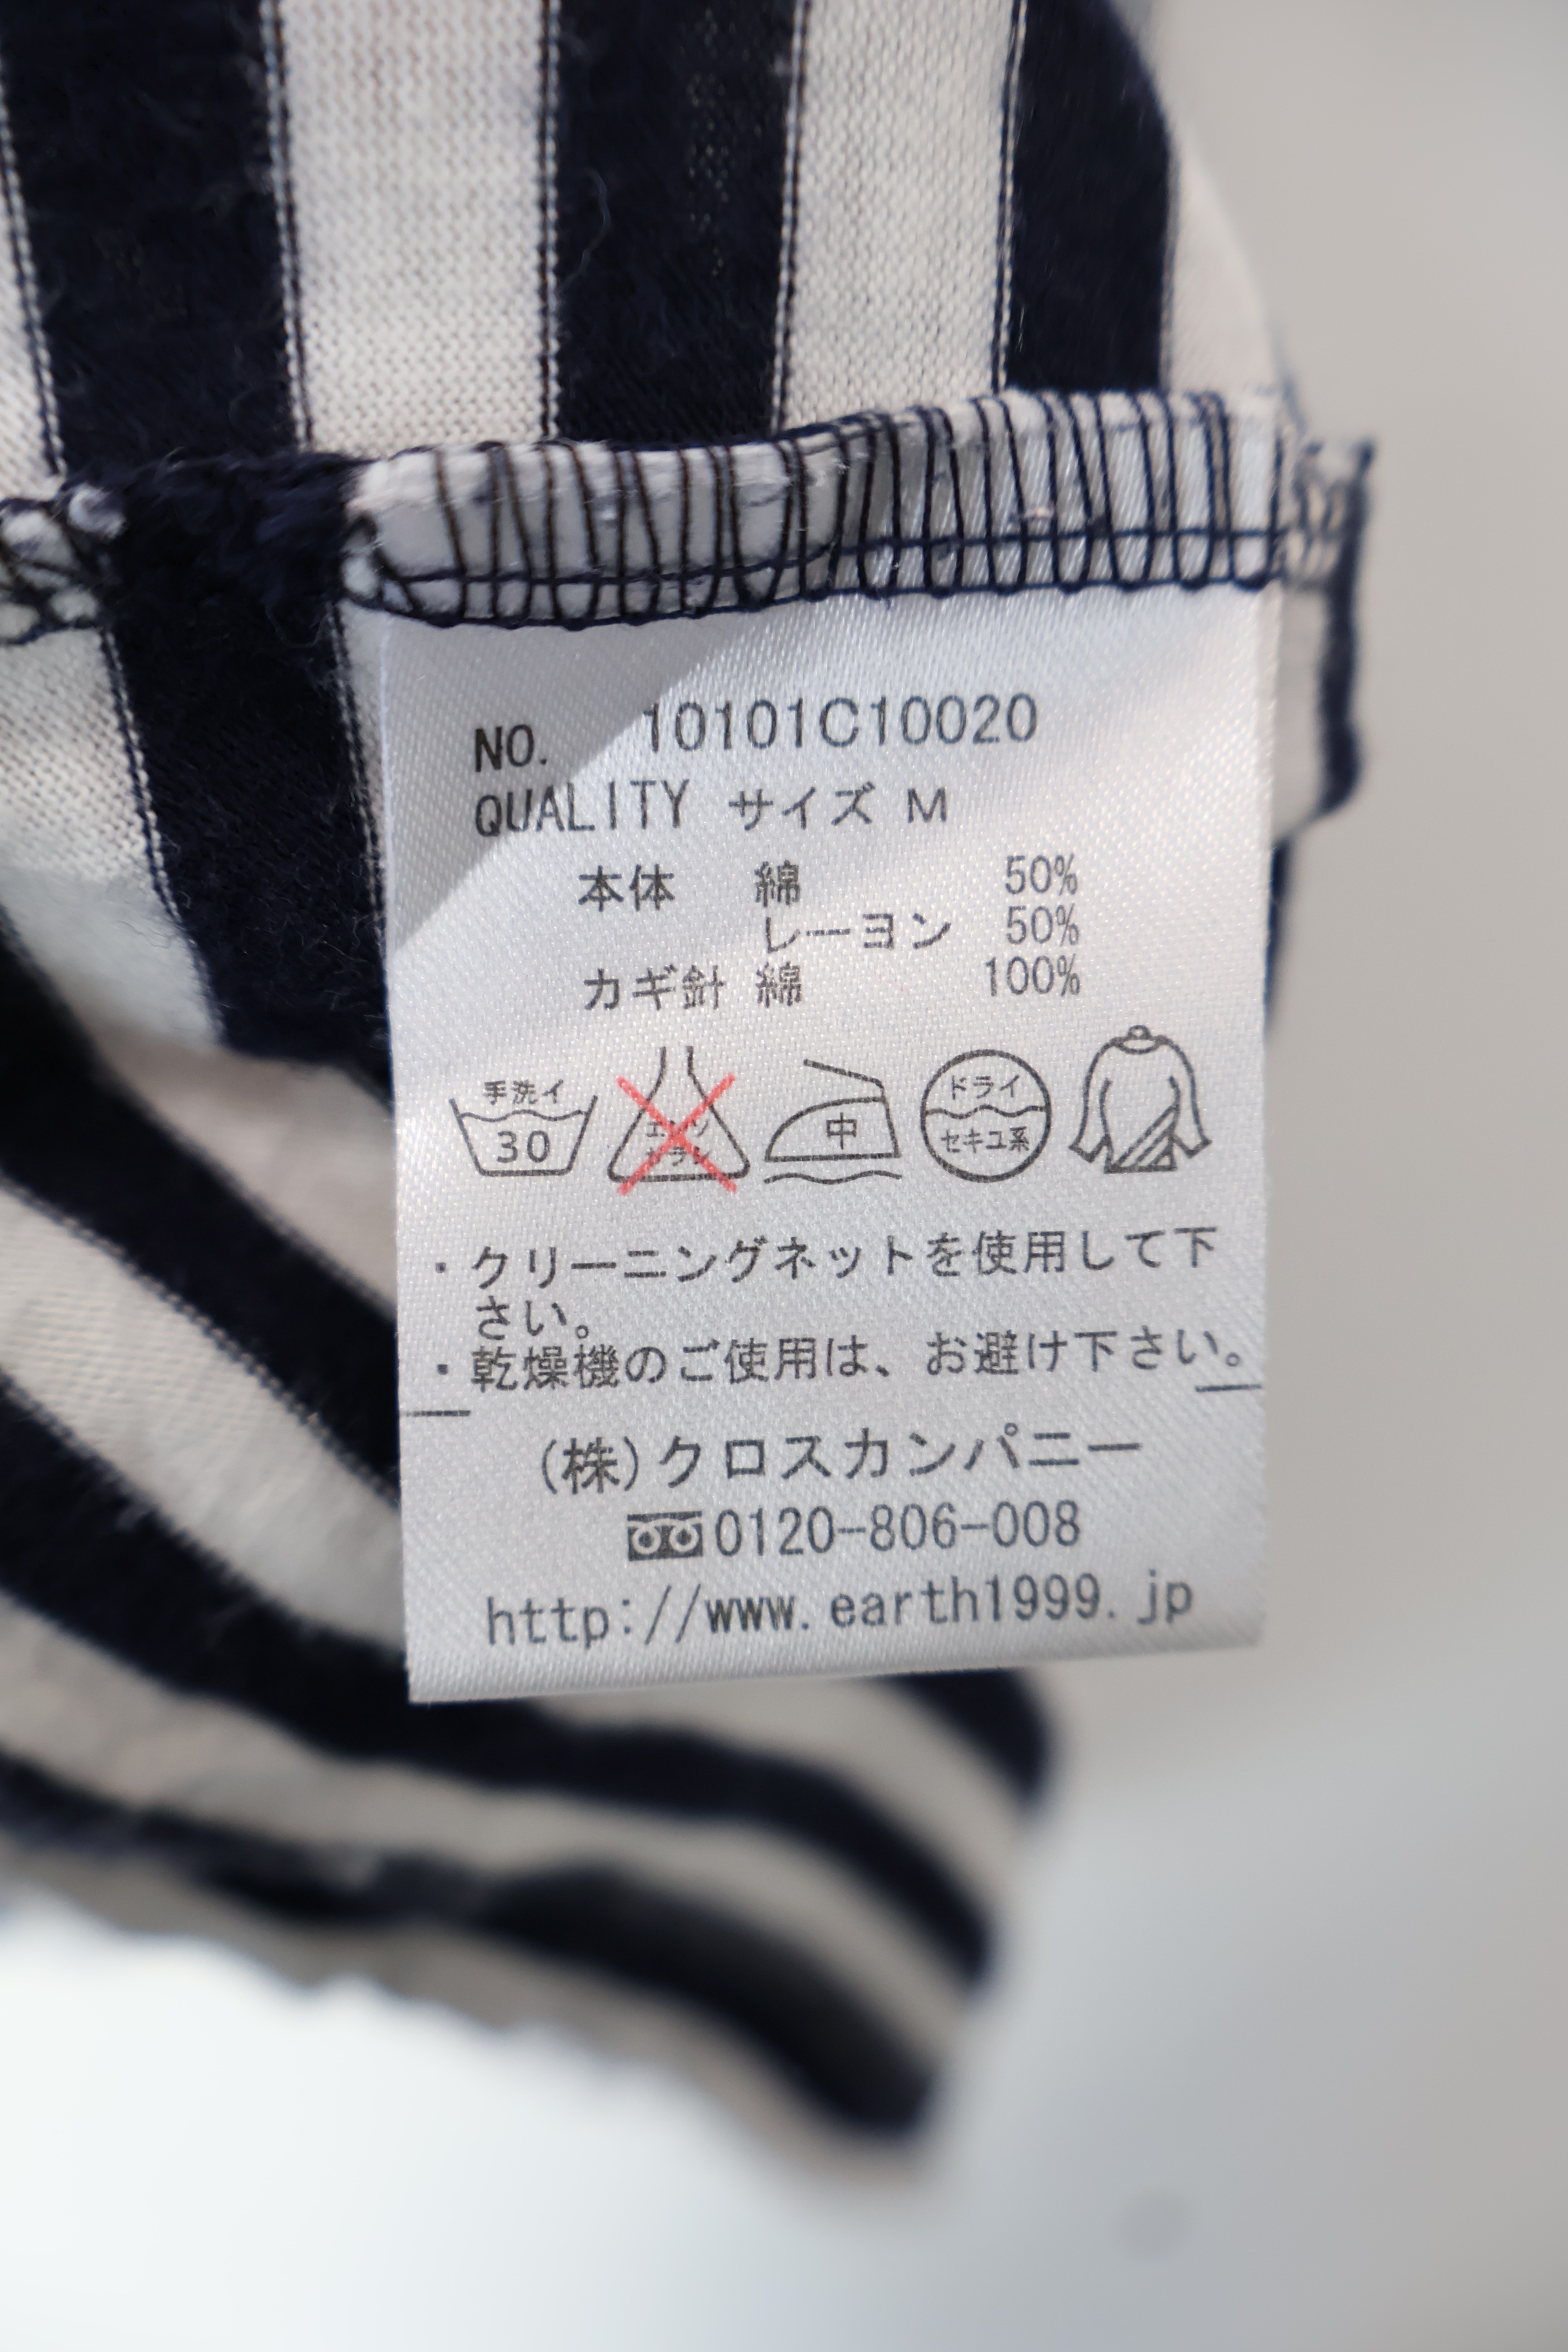 NO. 10101C10020
QUALITY サイズ M
本体 綿 50%
レーヨン 50%
カギ針 綿 100%
手洗イ
30
中
ドライ
セキユ系
・クリーニングネットを使用して下
さい。
・乾燥機のご使用は、お避け下さい。
(株)クロスカンパニー
0120-806-008
http://www.earth1999.jp